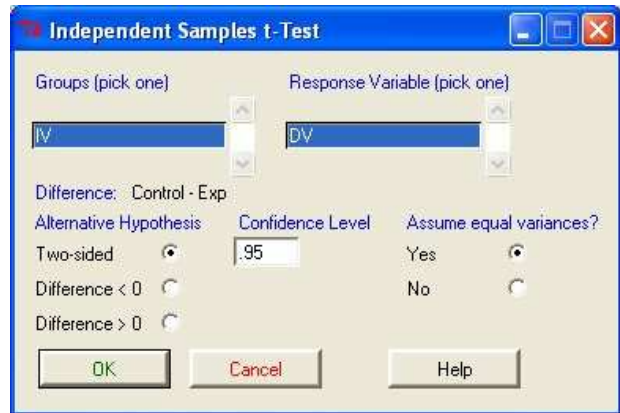 Independent Samples t-Test
Groups (pick one) Response Variable (pick one)
IV DV
Difference: Control - Exp
Alternative Hypothesis Confidence Level Assume equal variances?
Two-sided .95 Yes
Difference < 0 No
Difference > 0
OK Cancel Help